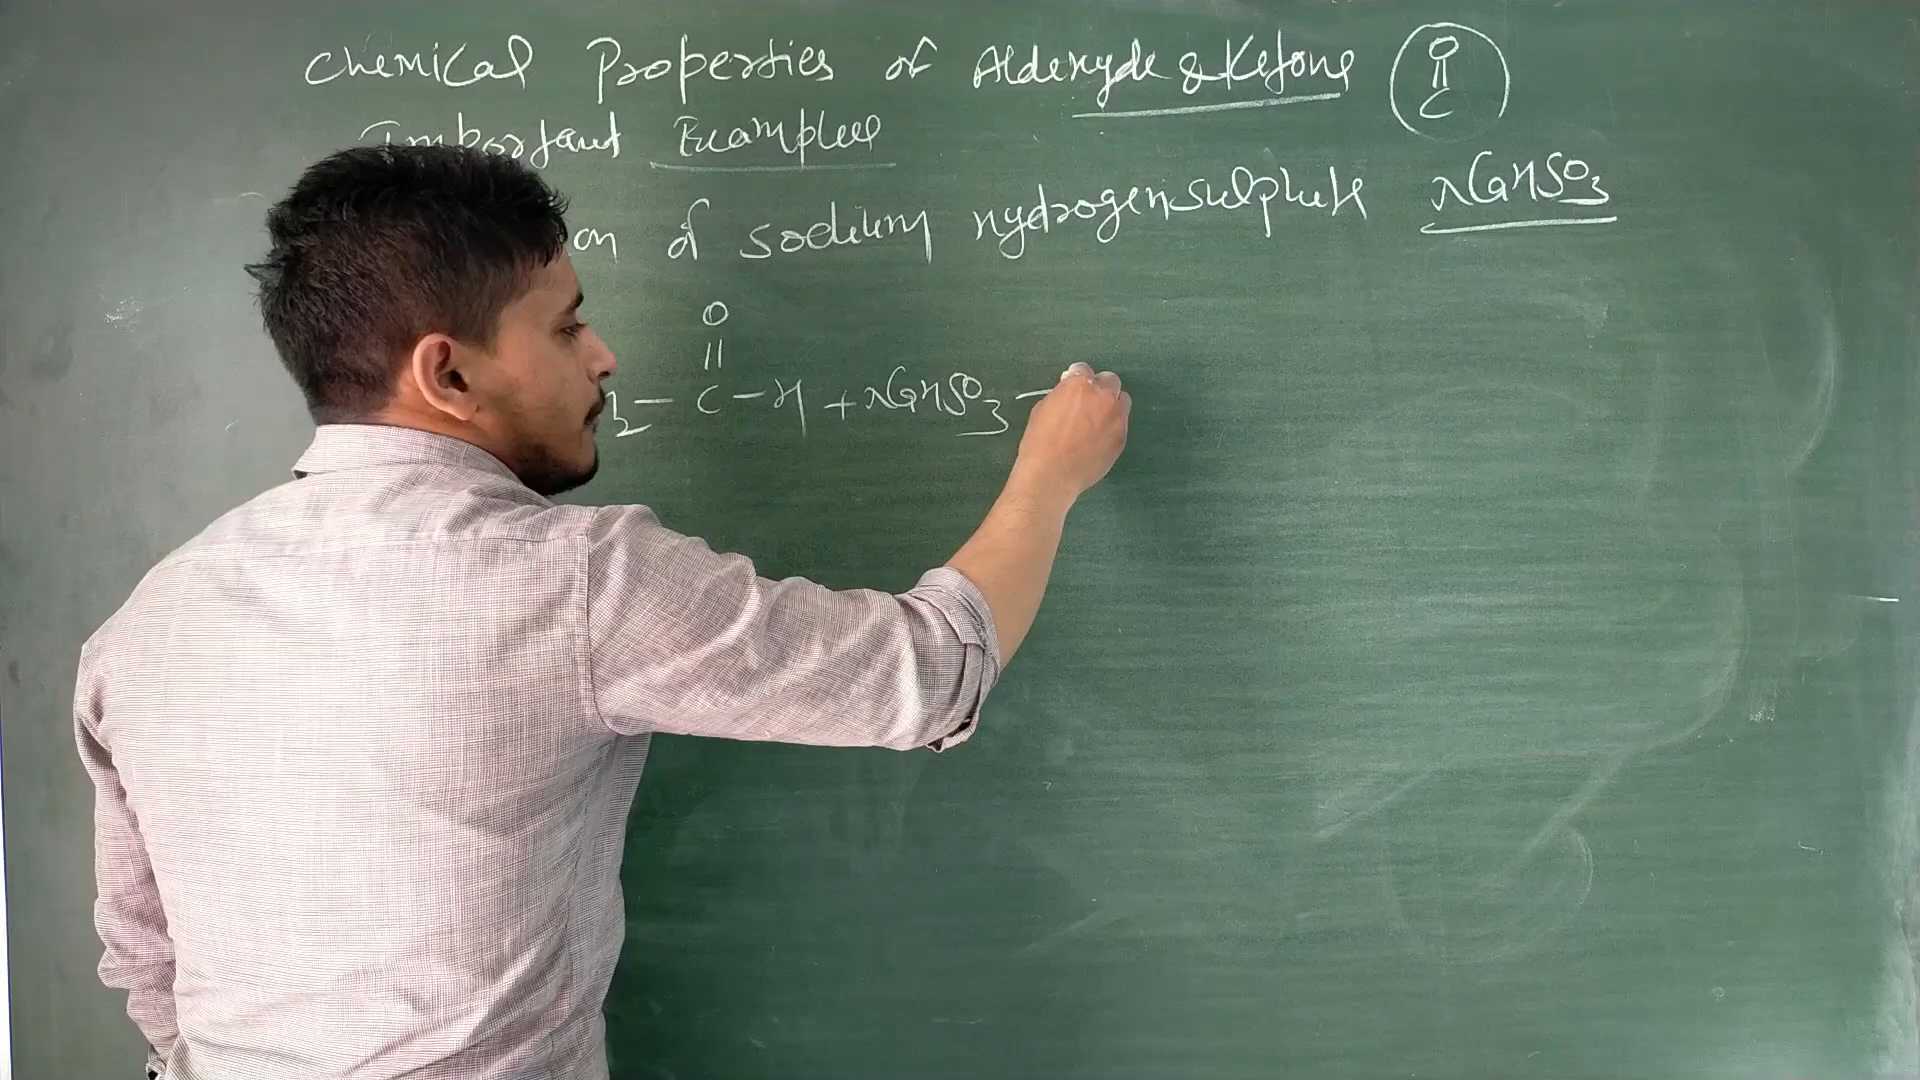 Chemical Properties of Aldehyde & Ketone O
||
C
Important Examples
on of sodium hydrogensulphite NaHSO3
O
||
3 - C - H + NaHSO3 -